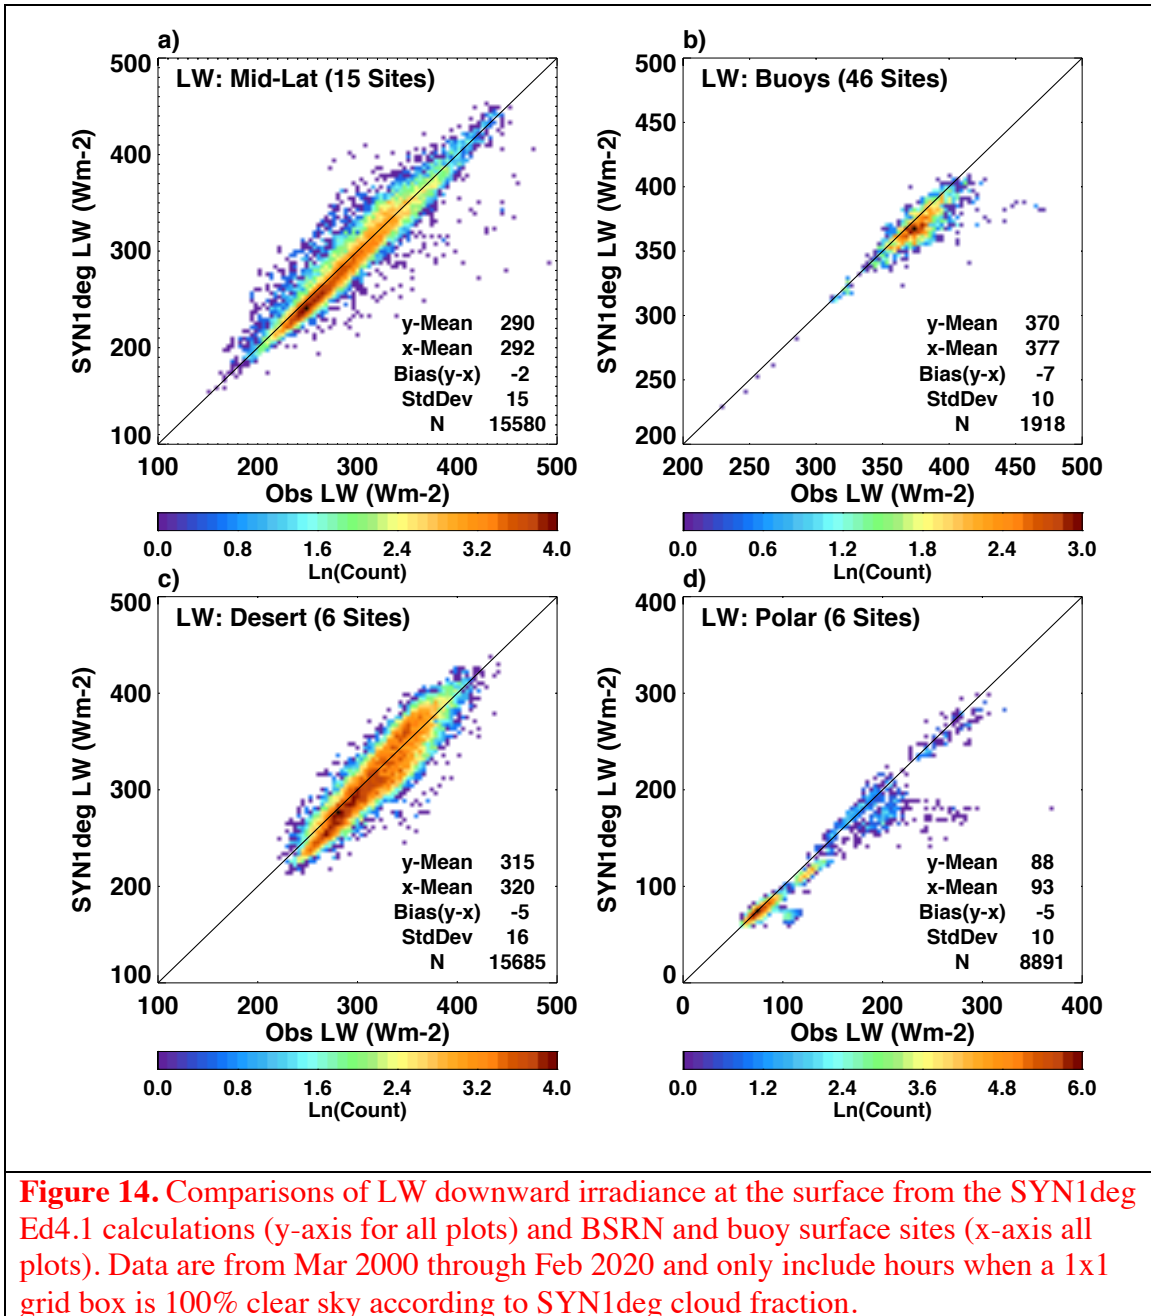 a)
LW: Mid-Lat (15 Sites)
SYN1deg LW (Wm-2)
500
400
300
200
100
y-Mean 290
x-Mean 292
Bias(y-x) -2
StdDev 15
N 15580
100 200 300 400 500
Obs LW (Wm-2)
0.0 0.8 1.6 2.4 3.2 4.0
Ln(Count)
b)
LW: Buoys (46 Sites)
SYN1deg LW (Wm-2)
500
450
400
350
300
250
200
y-Mean 370
x-Mean 377
Bias(y-x) -7
StdDev 10
N 1918
200 250 300 350 400 450 500
Obs LW (Wm-2)
0.0 0.6 1.2 1.8 2.4 3.0
Ln(Count)
c)
LW: Desert (6 Sites)
SYN1deg LW (Wm-2)
500
400
300
200
100
y-Mean 315
x-Mean 320
Bias(y-x) -5
StdDev 16
N 15685
100 200 300 400 500
Obs LW (Wm-2)
0.0 0.8 1.6 2.4 3.2 4.0
Ln(Count)
d)
LW: Polar (6 Sites)
SYN1deg LW (Wm-2)
400
300
200
100
0
y-Mean 88
x-Mean 93
Bias(y-x) -5
StdDev 10
N 8891
0 100 200 300 400
Obs LW (Wm-2)
0.0 1.2 2.4 3.6 4.8 6.0
Ln(Count)
Figure 14. Comparisons of LW downward irradiance at the surface from the SYN1deg
Ed4.1 calculations (y-axis for all plots) and BSRN and buoy surface sites (x-axis all
plots). Data are from Mar 2000 through Feb 2020 and only include hours when a 1x1
grid box is 100% clear sky according to SYN1deg cloud fraction.